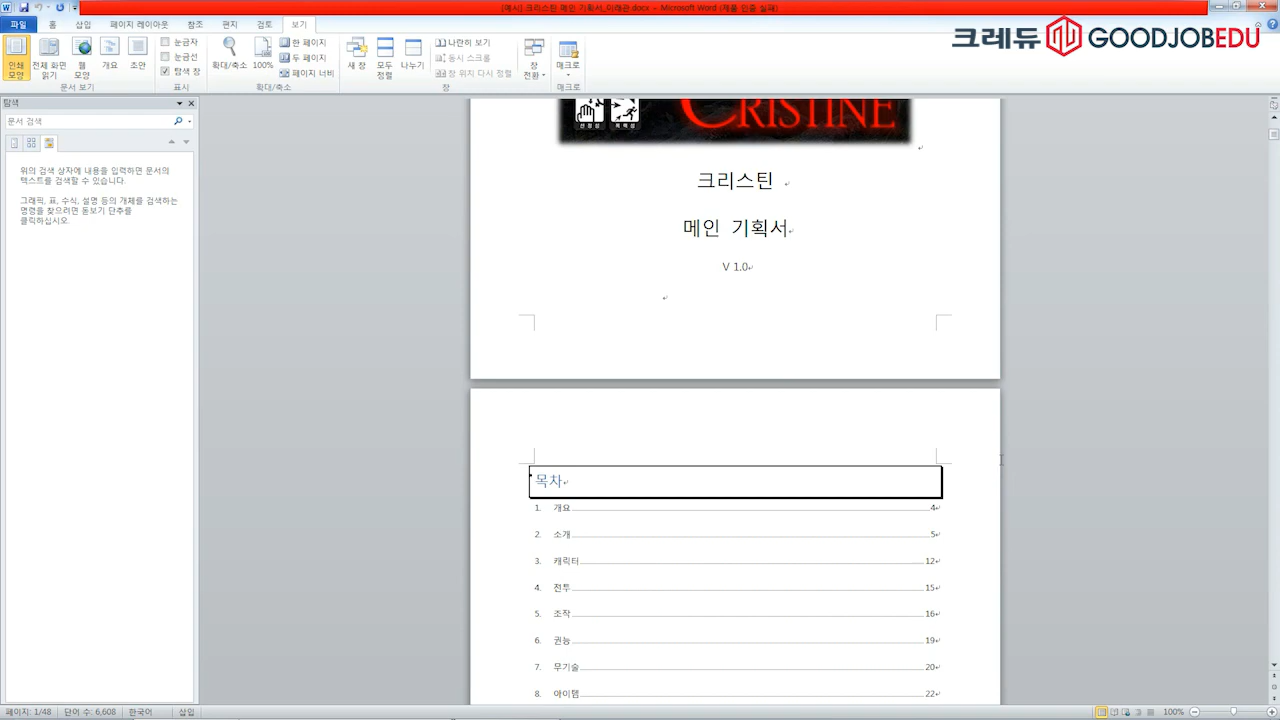 [예시] 크리스틴 메인 기획서_이래관.docx - Microsoft Word (제품 인증 실패)
파일 홈 삽입 페이지 레이아웃 참조 편지 검토 보기
크레듀 GOODJOBEDU
인쇄 모양
전체 화면 읽기
웹 모양
개요
초안
눈금자
눈금선
탐색 창
확대/축소
100%
한 페이지
두 페이지
페이지 너비
새 창
모두 정렬
나누기
나란히 보기
동시 스크롤
창 위치 다시 정렬
창 전환
매크로
문서 보기 표시 확대/축소 창 매크로
탐색
문서 검색
위의 검색 상자에 내용을 입력하면 문서의
텍스트를 검색할 수 있습니다.
그래픽, 표, 수식, 설명 등의 개체를 검색하는
명령을 찾으려면 돋보기 단추를
클릭하십시오.
CRISTINE
크리스틴
메인 기획서
V 1.0
목차
1. 개요 4
2. 소개 5
3. 캐릭터 12
4. 전투 15
5. 조작 16
6. 권능 19
7. 무기술 20
8. 아이템 22
페이지: 1/48 단어 수: 6,608 한국어 삽입 100%